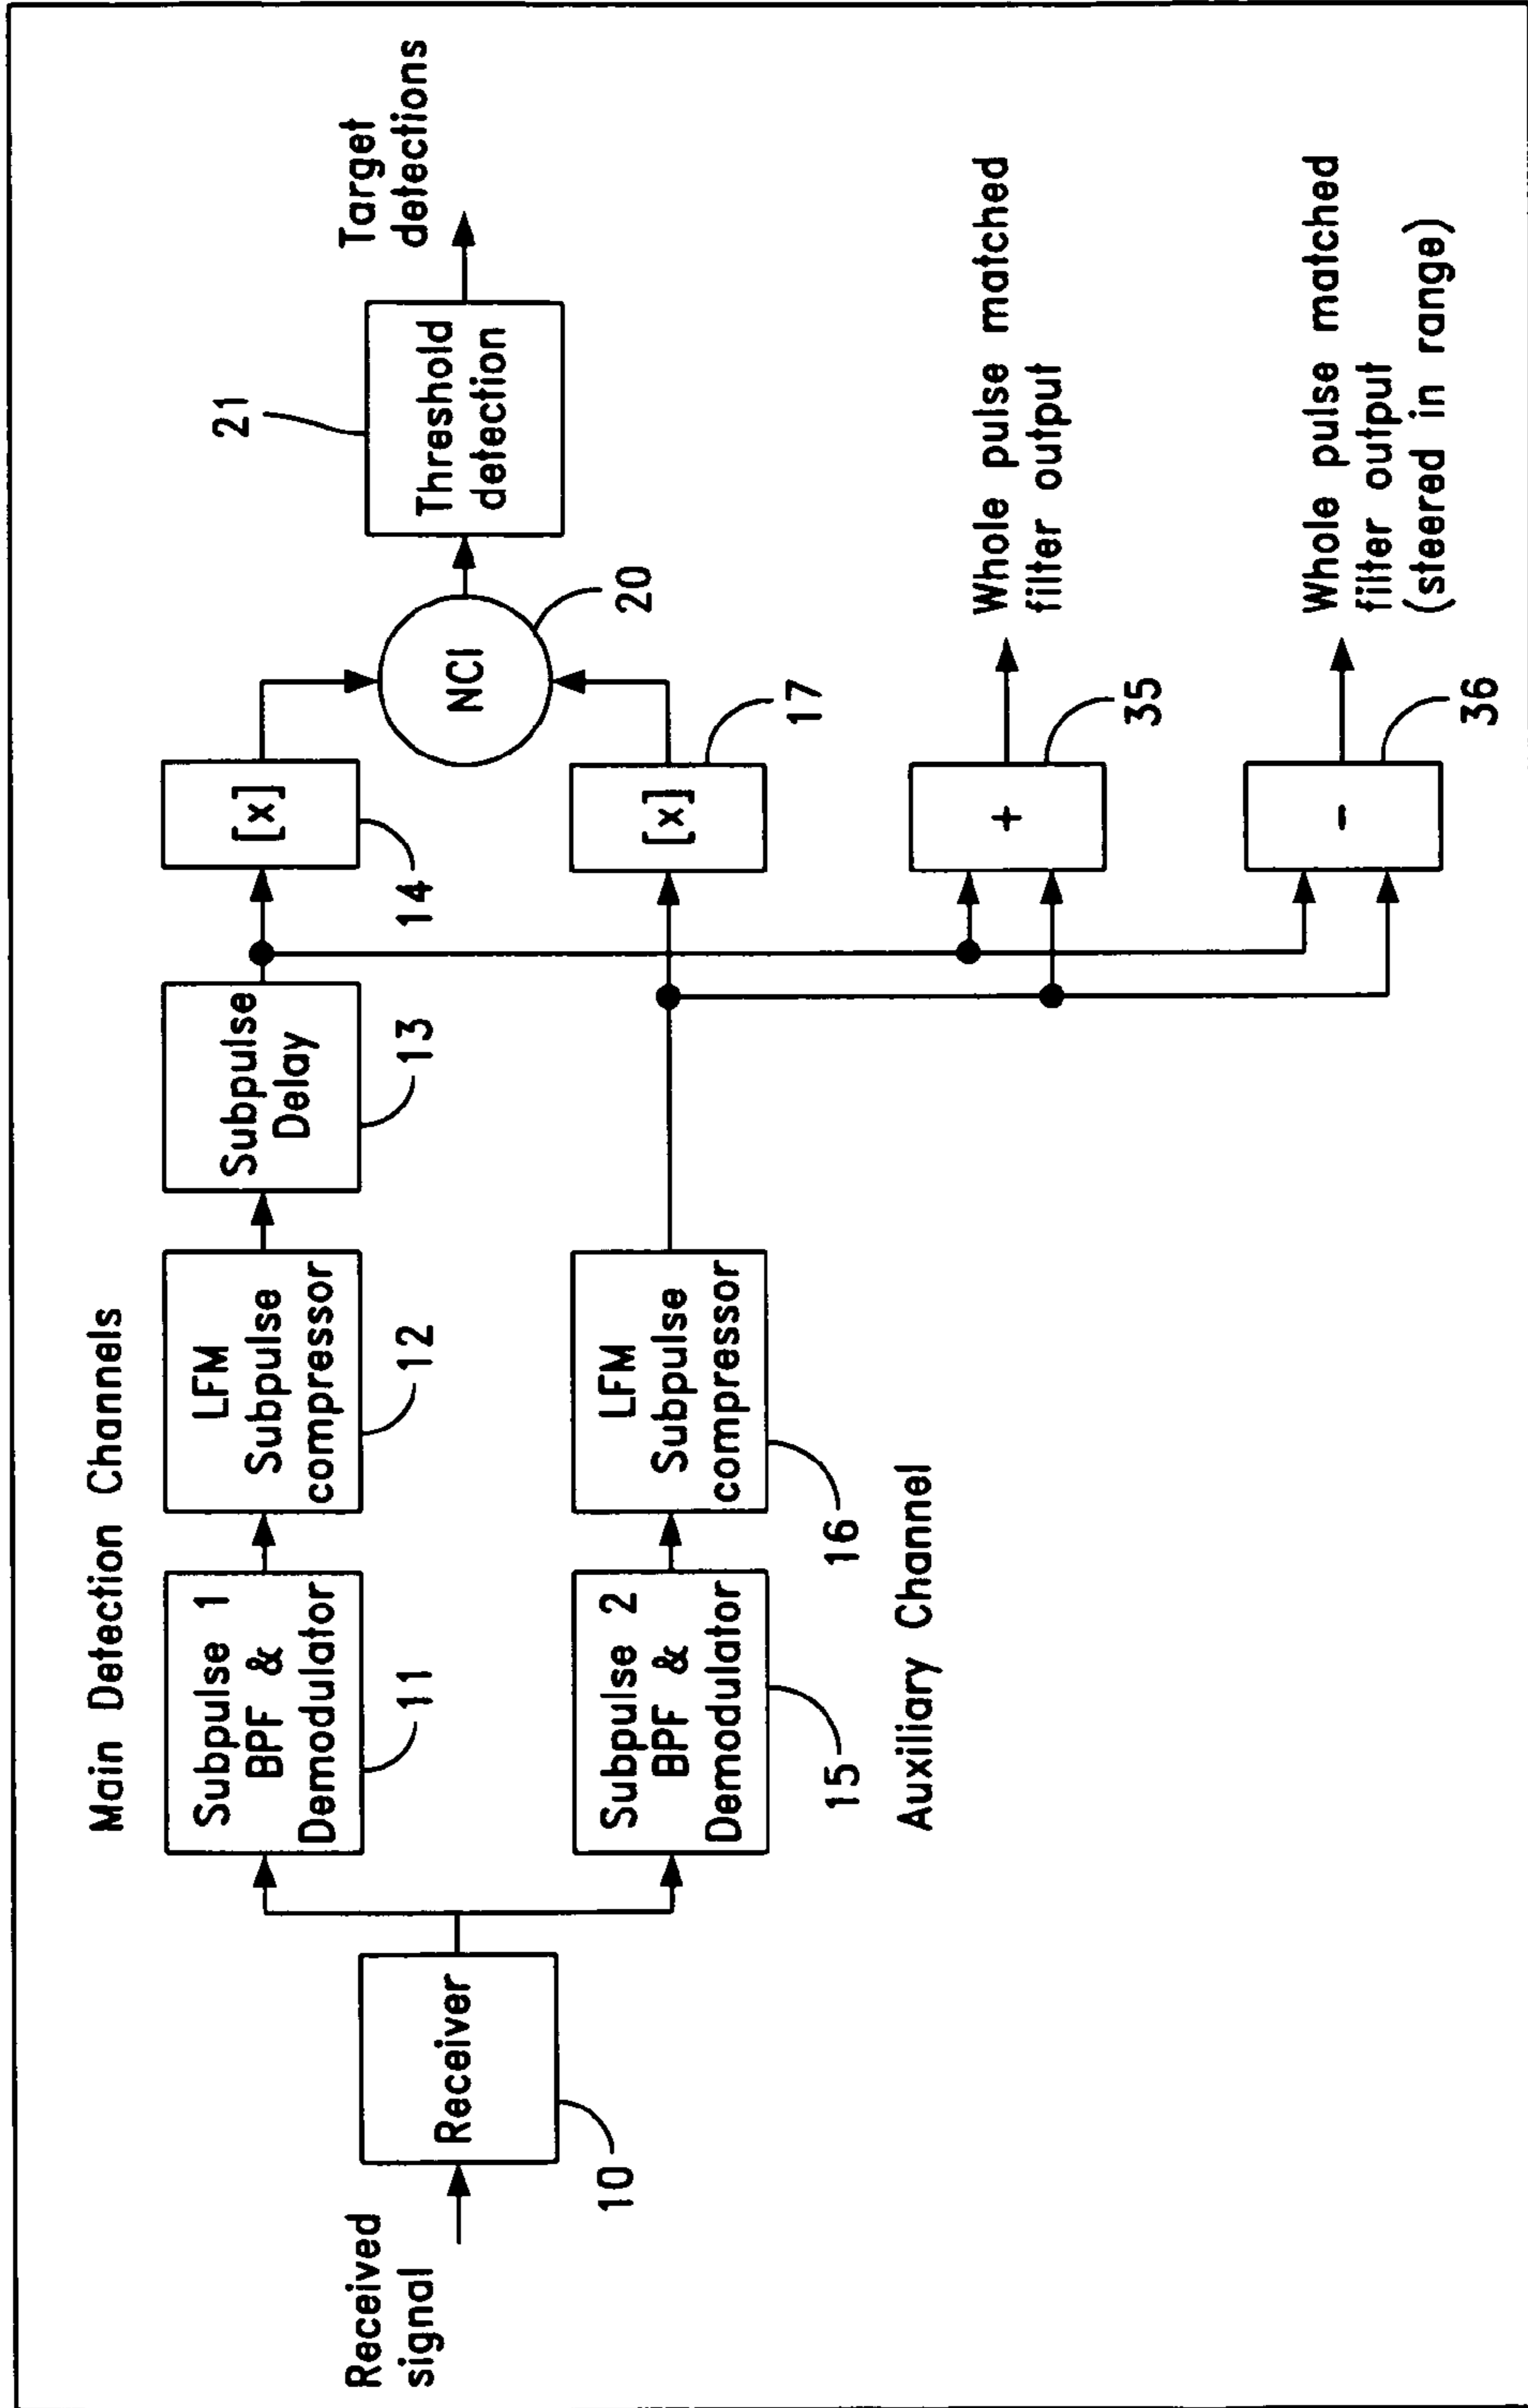 Main Detection Channels
Received
signal
Receiver
10
Subpulse 1
BPF &
Demodulator
11
LFM
Subpulse
compressor
12
Subpulse
Delay
13
[x]
14
Subpulse 2
BPF &
Demodulator
15
LFM
Subpulse
compressor
16
[x]
17
NCI
20
Threshold
detection
21
Target
detections
Auxiliary Channel
+
35
Whole pulse matched
filter output
-
36
Whole pulse matched
filter output
(steered in range)